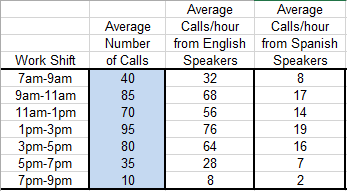 Average Average
Average Calls/hour Calls/hour
Number from English from Spanish
Work Shift of Calls Speakers Speakers
7am-9am 40 32 8
9am-11am 85 68 17
11am-1pm 70 56 14
1pm-3pm 95 76 19
3pm-5pm 80 64 16
5pm-7pm 35 28 7
7pm-9pm 10 8 2